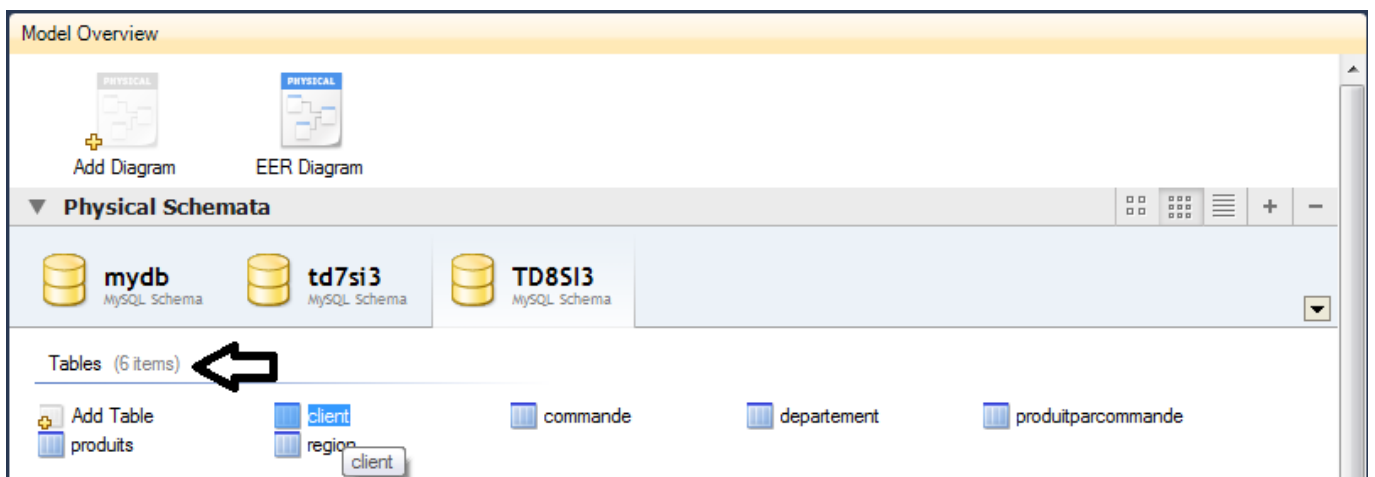 Model Overview
PHYSICAL PHYSICAL
Add Diagram EER Diagram
Physical Schemata
mydb td7si3 TD8SI3
MySQL Schema MySQL Schema MySQL Schema
Tables (6 items)
Add Table client commande departement produitparcommande
produits region
client